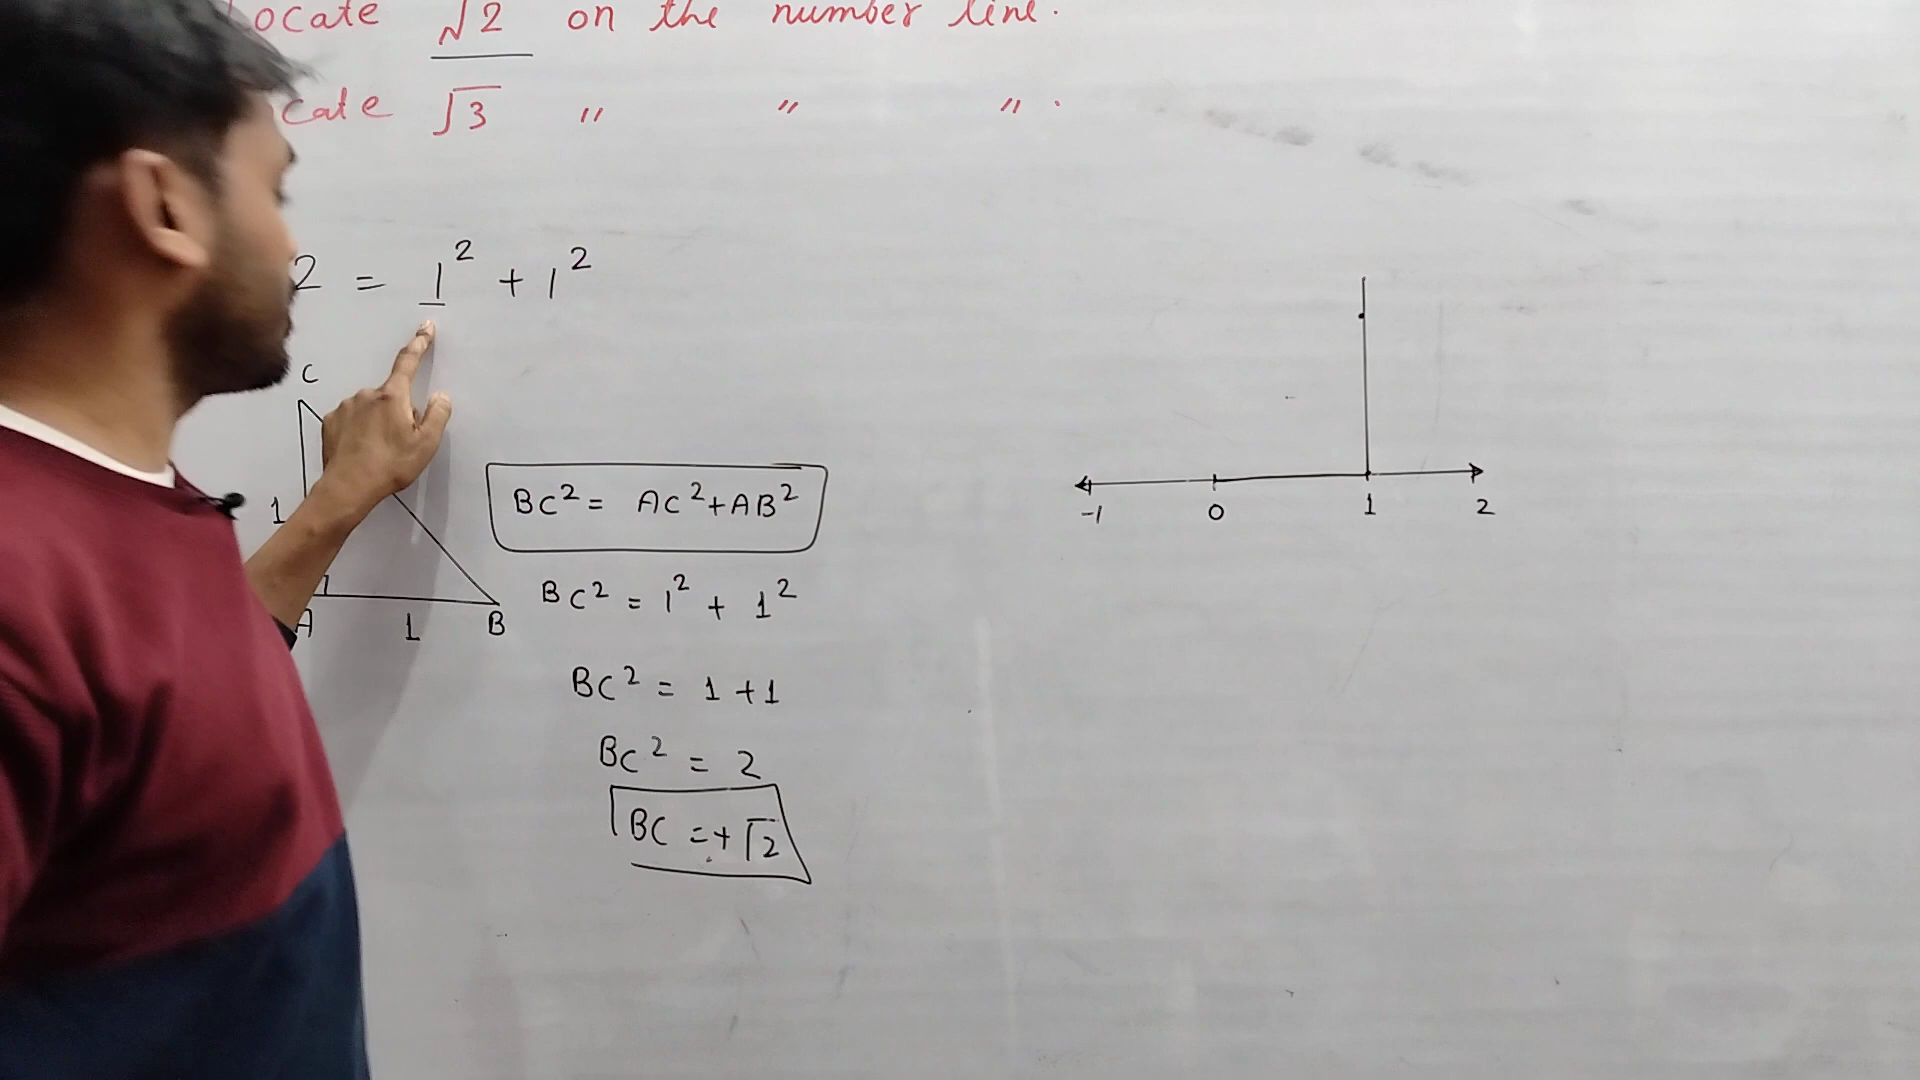 ocate √2 on the number line.
cate √3 " " " .
2 = 1² + 1²
C
1
A 1 B
BC² = AC² + AB²
BC² = 1² + 1²
BC² = 1 + 1
BC² = 2
BC = + √2
-1 0 1 2